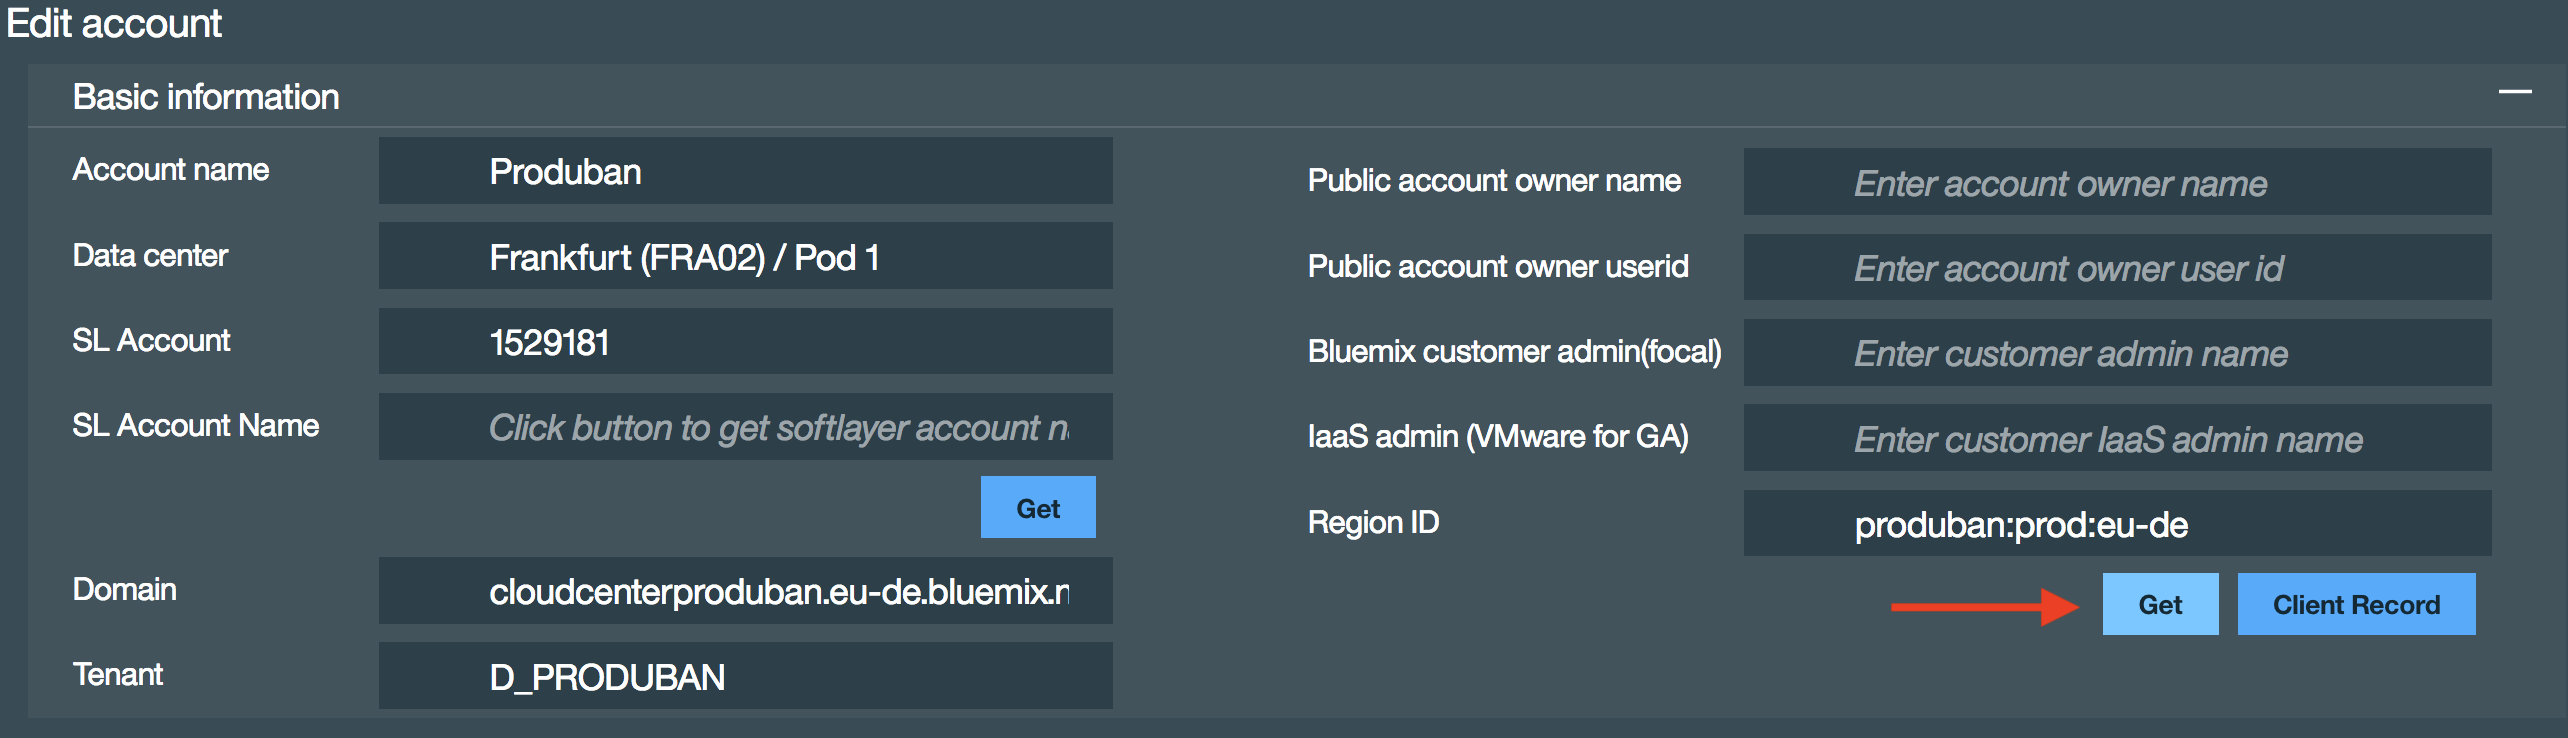 Edit account
Basic information
Account name
Produban
Data center
Frankfurt (FRA02) / Pod 1
SL Account
1529181
SL Account Name
Click button to get softlayer account n
Get
Domain
cloudcenterproduban.eu-de.bluemix.n
Tenant
D_PRODUBAN
Public account owner name
Enter account owner name
Public account owner userid
Enter account owner user id
Bluemix customer admin(focal)
Enter customer admin name
IaaS admin (VMware for GA)
Enter customer IaaS admin name
Region ID
produban:prod:eu-de
Get
Client Record